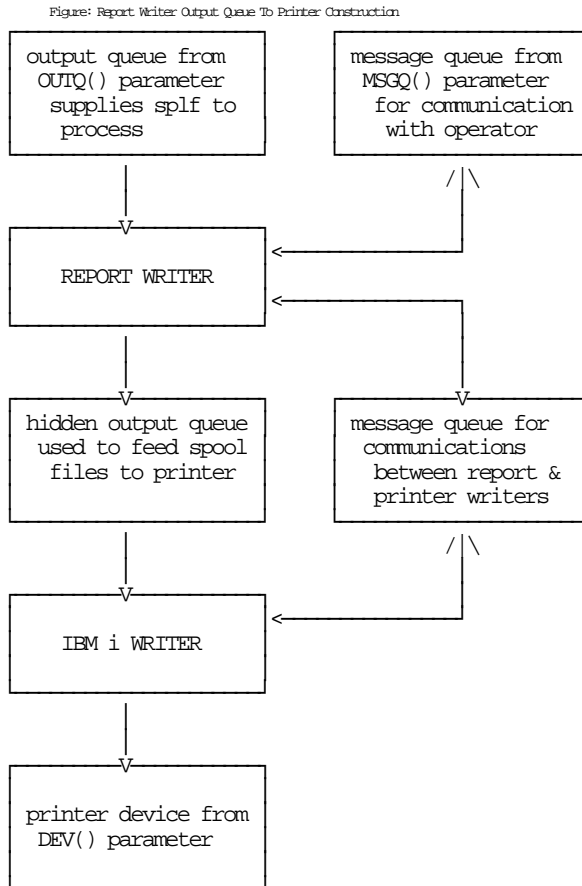 Figure: Report Writer Output Queue To Printer Construction
output queue from
OUTQ() parameter
supplies splf to
process
message queue from
MSGQ() parameter
for communication
with operator
REPORT WRITER
hidden output queue
used to feed spool
files to printer
message queue for
communications
between report &
printer writers
IBM i WRITER
printer device from
DEV() parameter